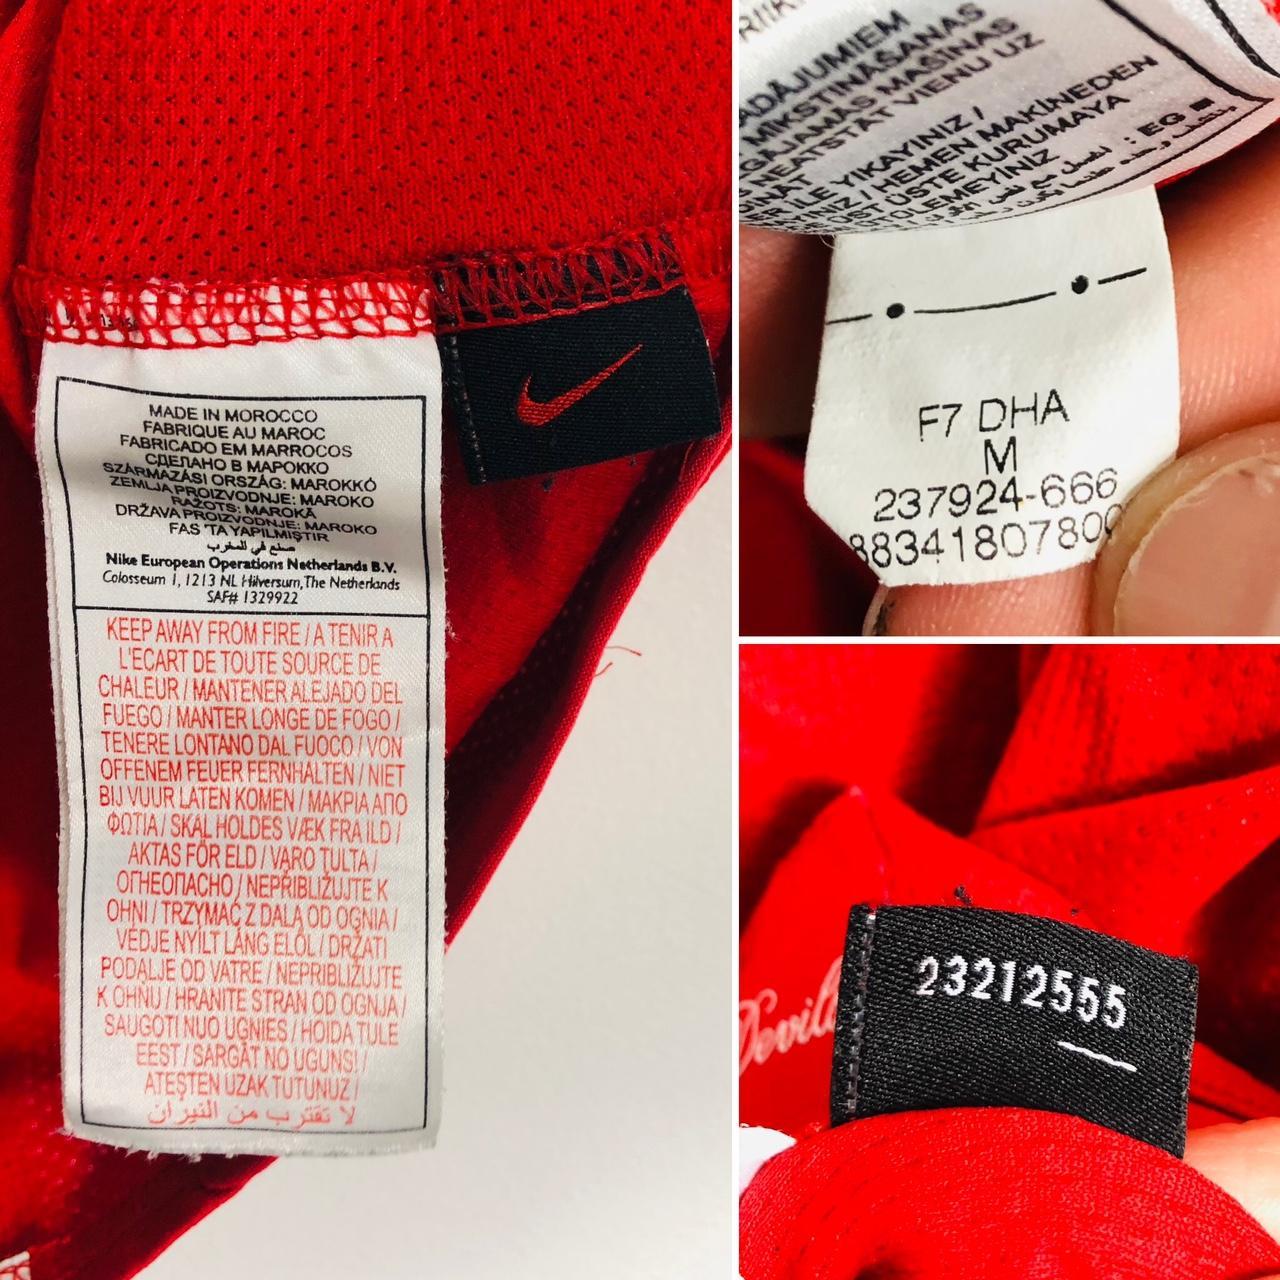 MADE IN MOROCCO
FABRIQUE AU MAROC
FABRICADO EM MARROCOS
СДЕЛАНО В МАРОККО
SZÁRMAZÁSI ORSZÁG: MAROKKÓ
ZEMLJA PROIZVODNJE: MAROKO
RAŽOTS: MAROKĀ
DRŽAVA PROIZVODNJE: MAROKO
FAS 'TA YAPILMIŞTIR
صنع في المغرب
Nike European Operations Netherlands B.V.
Colosseum 1, 1213 NL Hilversum, The Netherlands
SAF# 1329922
KEEP AWAY FROM FIRE / A TENIR A
L'ECART DE TOUTE SOURCE DE
CHALEUR / MANTENER ALEJADO DEL
FUEGO / MANTER LONGE DE FOGO /
TENERE LONTANO DAL FUOCO / VON
OFFENEM FEUER FERNHALTEN / NIET
BIJ VUUR LATEN KOMEN / ΜΑΚΡΙΑ ΑΠΟ
ΦΩΤΙΑ / SKAL HOLDES VÆK FRA ILD /
AKTAS FÖR ELD / VARO TULTA /
ОГНЕОПАСНО / NEPŘIBLIŽUJTE K
OHNI / TRZYMAĆ Z DALA OD OGNIA /
VÉDJE NYÍLT LÁNG ELŐL / DRŽATI
PODALJE OD VATRE / NEPRIBLIŽUJTE
K OHŇU / HRANITE STRAN OD OGNJA /
SAUGOTI NUO UGNIES / HOIDA TULE
EEST / SARGĀT NO UGUNS! /
ATEŞTEN UZAK TUTUNUZ /
لا تقترب من النيران
ADĀJUMIEM
MIKSTINĀŠANAS
GĀJAMAS MAŠĪNAS
NEATSTĀT VIENU UZ
YIKAYINIZ /
HEMEN MAKİNEDEN
ÜST ÜSTE KURUMAYA
EG
F7 DHA
M
237924-666
88341807800
Devils
23212555